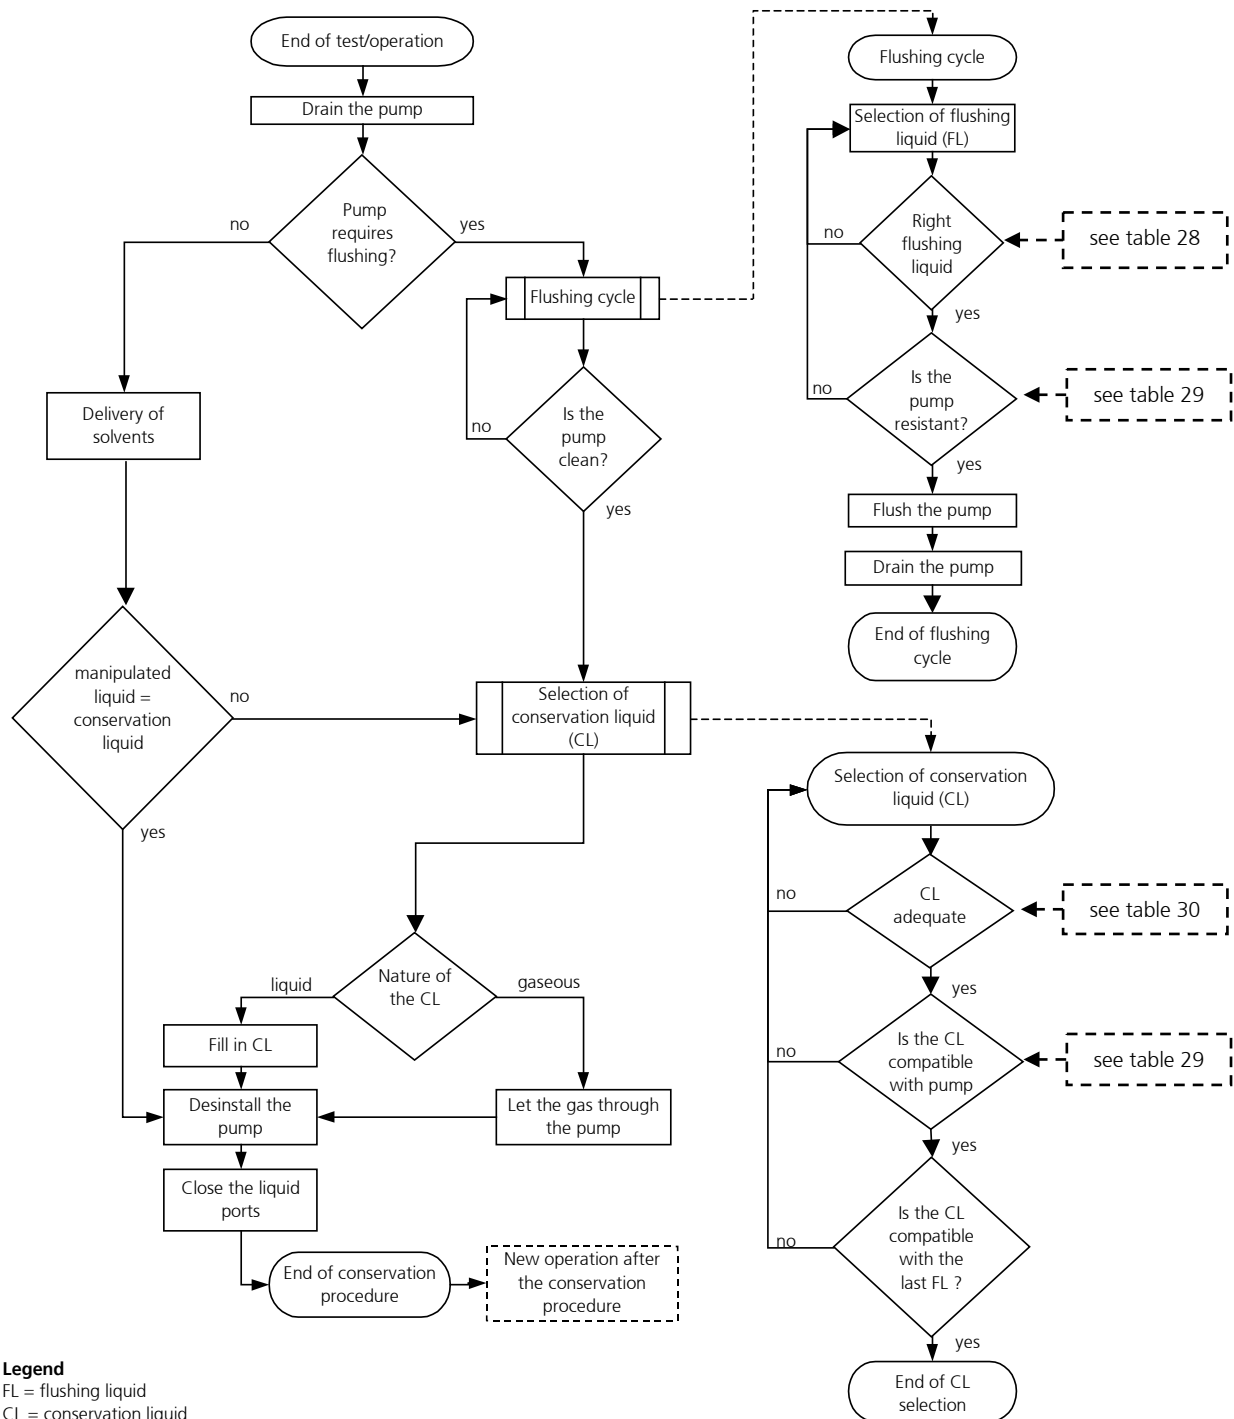 End of test/operation
Drain the pump
Pump
requires
flushing?
no
yes
Flushing cycle
Is the
pump
clean?
no
yes
Delivery of
solvents
manipulated
liquid =
conservation
liquid
no
yes
Selection of
conservation liquid
(CL)
Nature of
the CL
liquid
gaseous
Fill in CL
Desinstall the
pump
Let the gas through
the pump
Close the liquid
ports
End of conservation
procedure
New operation after
the conservation
procedure
Flushing cycle
Selection of flushing
liquid (FL)
Right
flushing
liquid
no
see table 28
yes
Is the
pump
resistant?
no
see table 29
yes
Flush the pump
Drain the pump
End of flushing
cycle
Selection of conservation
liquid (CL)
CL
adequate
no
see table 30
yes
Is the CL
compatible
with pump
no
see table 29
yes
Is the CL
compatible
with the
last FL ?
no
yes
End of CL
selection
Legend
FL = flushing liquid
CL = conservation liquid